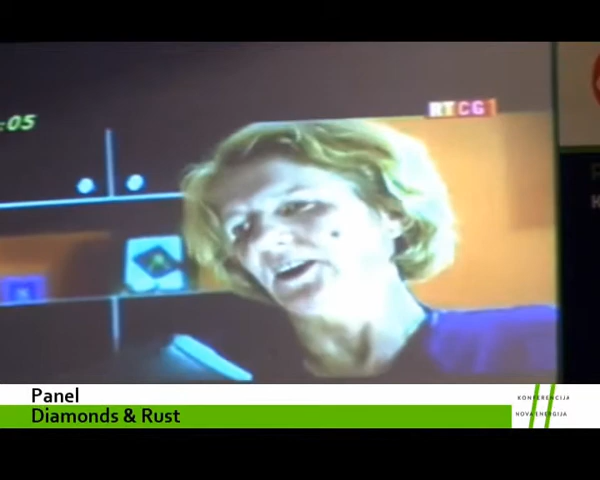 :05
RTCG1
Panel
Diamonds & Rust
KONFERENCIJA
NOVA ENERGIJA